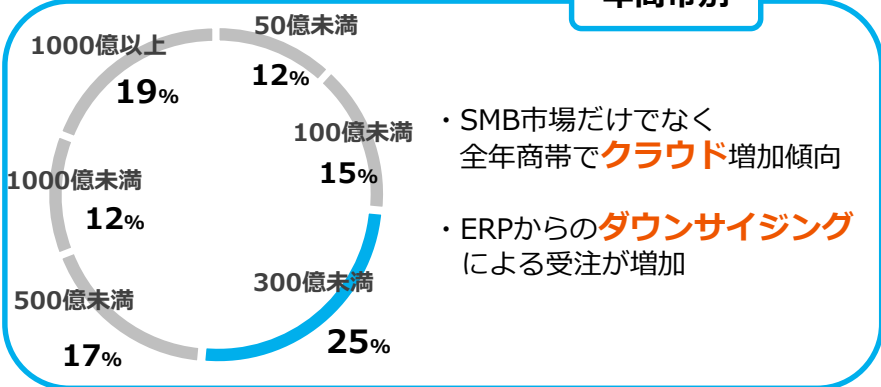 年商帯別
50億未満
12%
100億未満
15%
300億未満
25%
500億未満
17%
1000億未満
12%
1000億以上
19%
・SMB市場だけでなく
全年商帯でクラウド増加傾向
・ERPからのダウンサイジング
による受注が増加